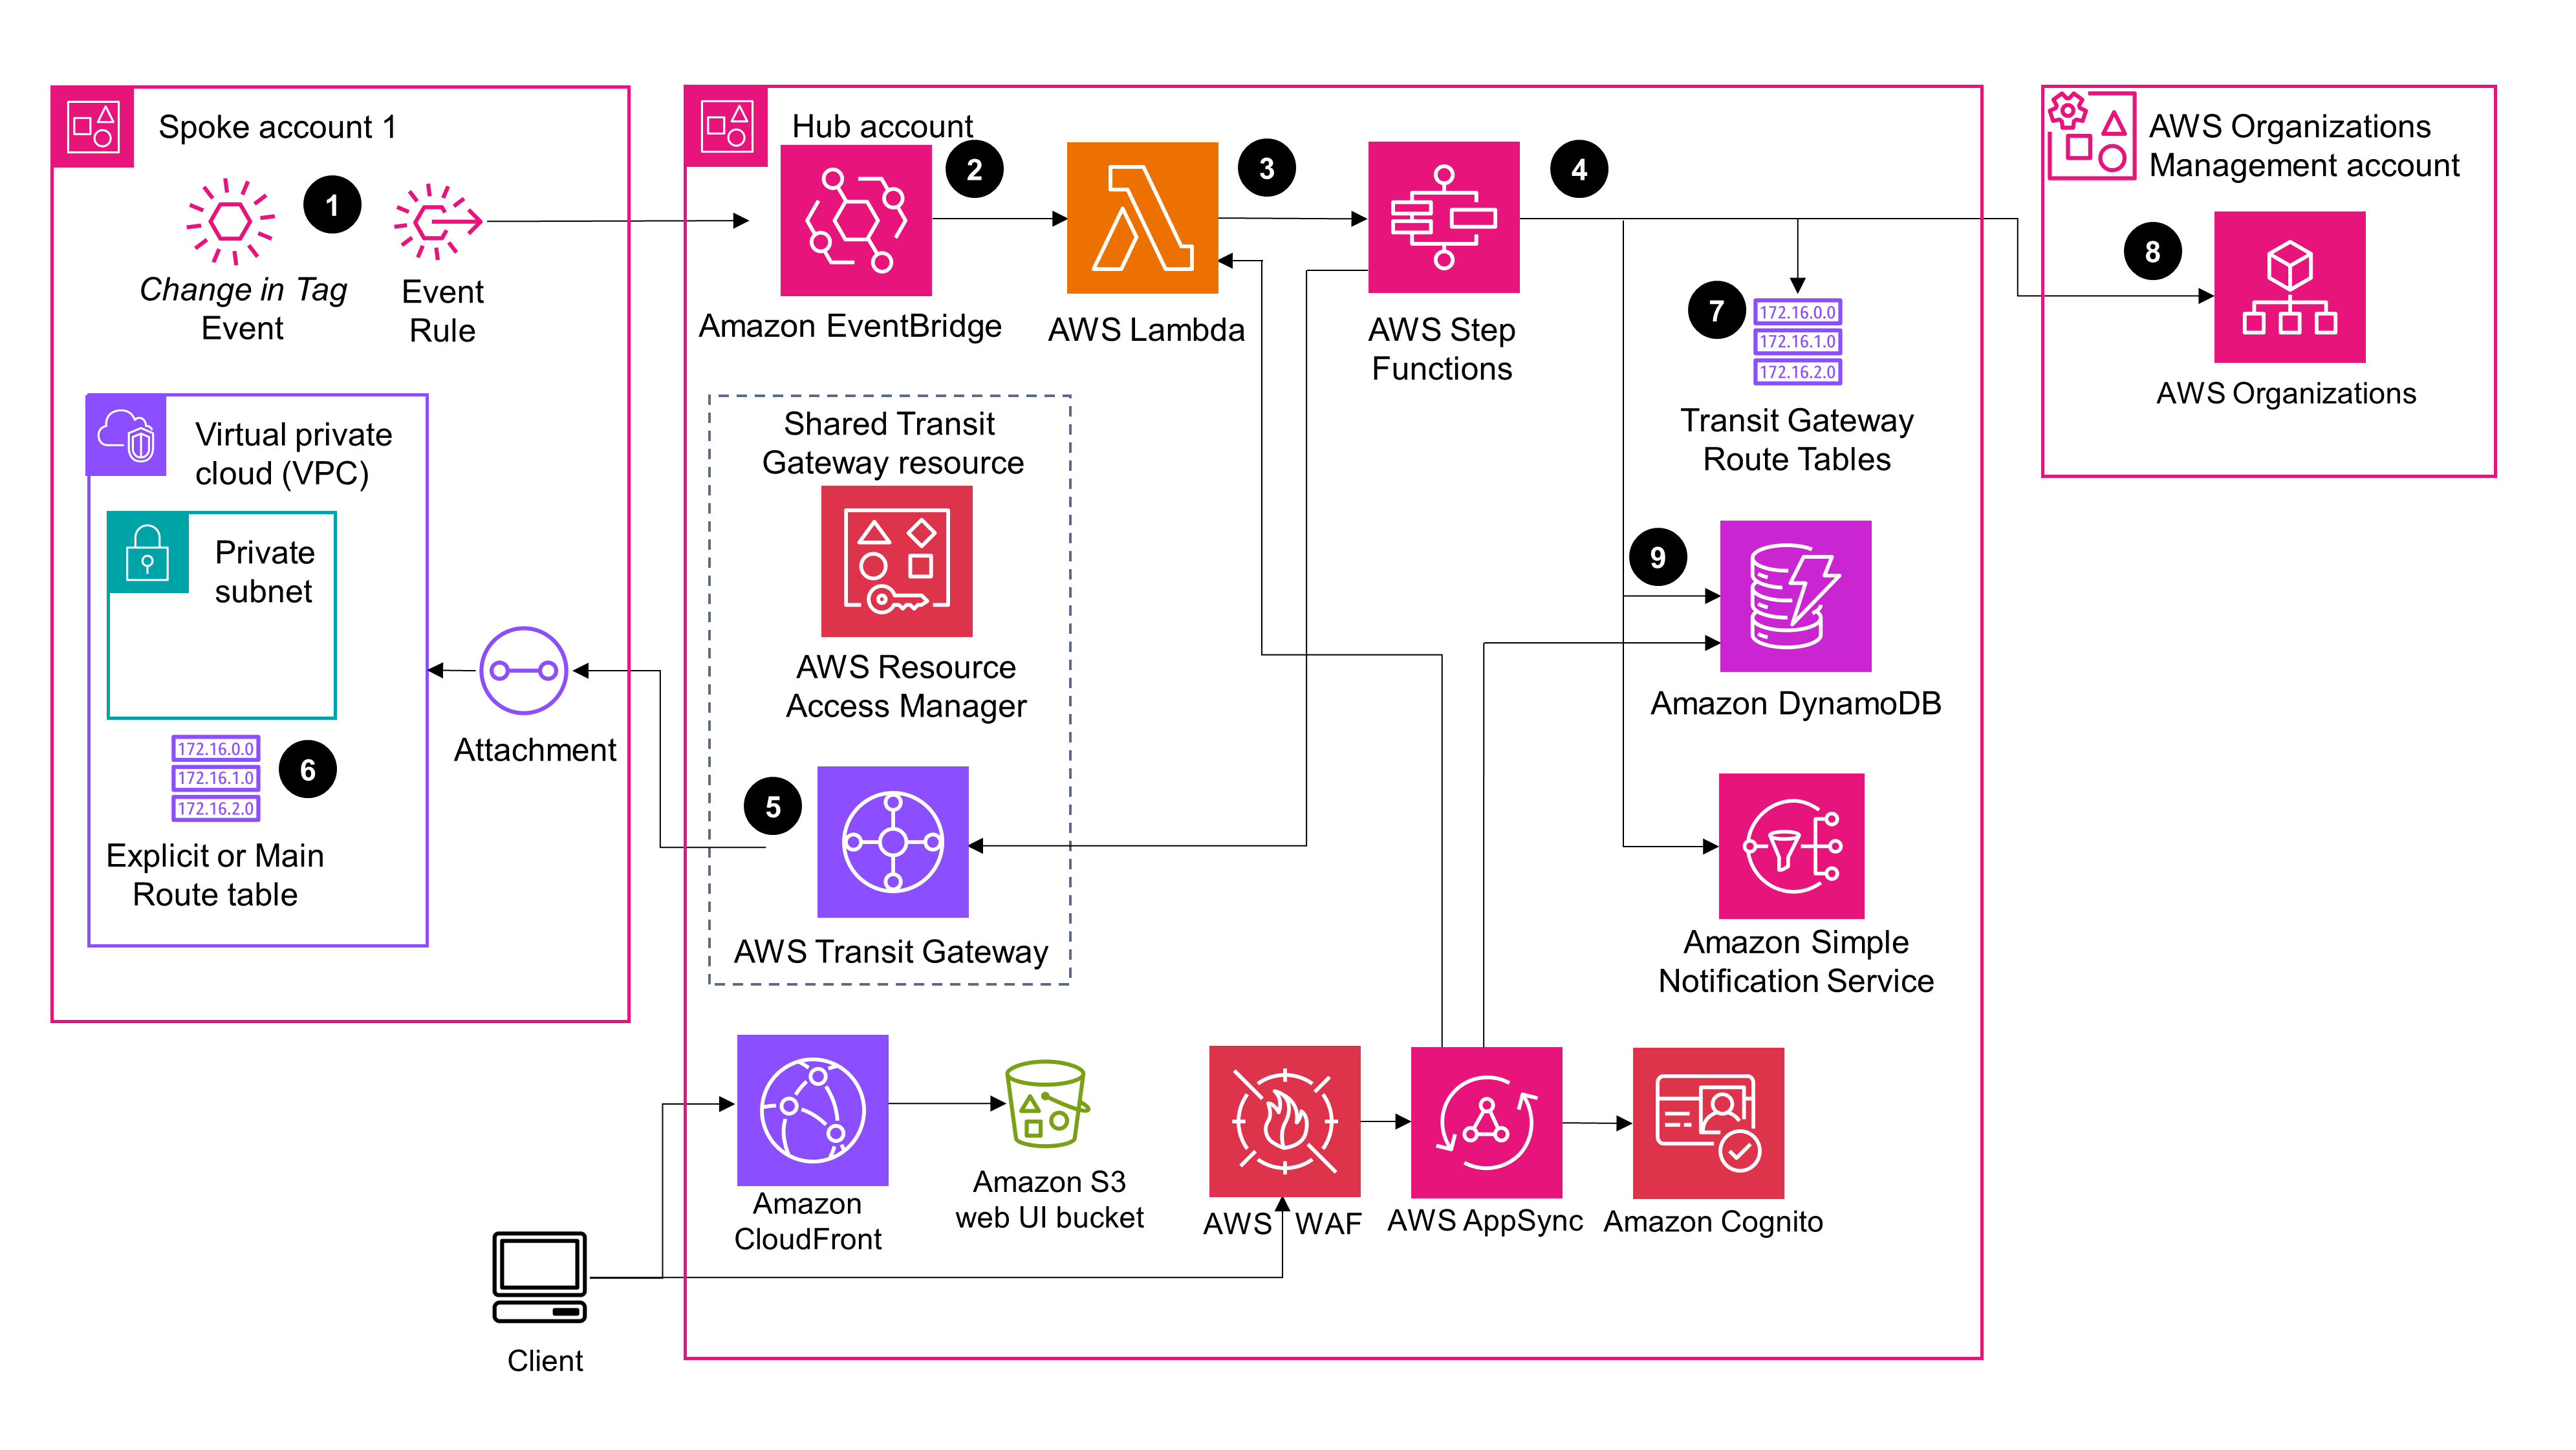 Spoke account 1
1
Change in Tag
Event
Event
Rule
Virtual private
cloud (VPC)
Private
subnet
172.16.0.0
172.16.1.0
172.16.2.0
6
Explicit or Main
Route table
Attachment
Hub account
Amazon EventBridge
2
AWS Lambda
3
AWS Step
Functions
4
7
172.16.0.0
172.16.1.0
172.16.2.0
Transit Gateway
Route Tables
Shared Transit
Gateway resource
AWS Resource
Access Manager
5
AWS Transit Gateway
9
Amazon DynamoDB
Amazon Simple
Notification Service
Amazon
CloudFront
Amazon S3
web UI bucket
AWS WAF
AWS AppSync
Amazon Cognito
Client
AWS Organizations
Management account
8
AWS Organizations